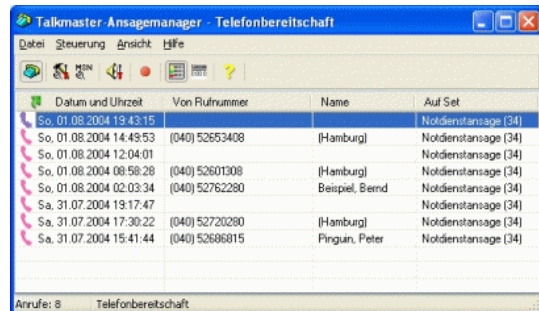 Talkmaster-Ansagemanager - Telefonbereitschaft
Datei Steuerung Ansicht Hilfe
MSN
Datum und Uhrzeit Von Rufnummer Name Auf Set
So, 01.08.2004 19:43:15 Notdienstansage (34)
So, 01.08.2004 14:49:53 (040) 52653408 (Hamburg) Notdienstansage (34)
So, 01.08.2004 12:04:01 Notdienstansage (34)
So, 01.08.2004 08:58:28 (040) 52601308 (Hamburg) Notdienstansage (34)
So, 01.08.2004 02:03:34 (040) 52762280 Beispiel, Bernd Notdienstansage (34)
Sa, 31.07.2004 19:17:47 Notdienstansage (34)
Sa, 31.07.2004 17:30:22 (040) 52720280 (Hamburg) Notdienstansage (34)
Sa, 31.07.2004 15:41:44 (040) 52686815 Pinguin, Peter Notdienstansage (34)
Anrufe: 8 Telefonbereitschaft